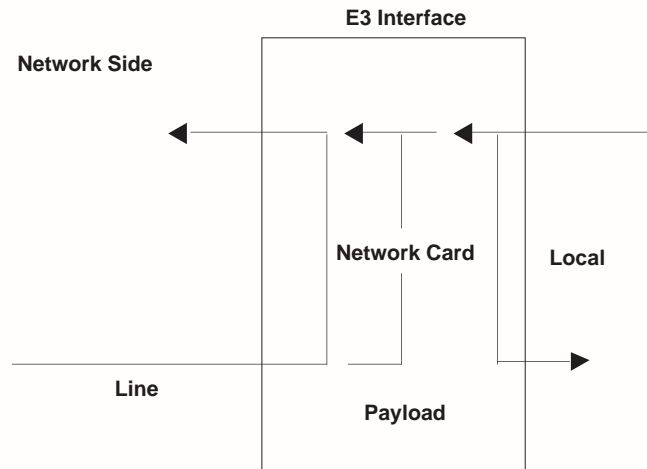 E3 Interface
Network Side
Network Card
Local
Line
Payload